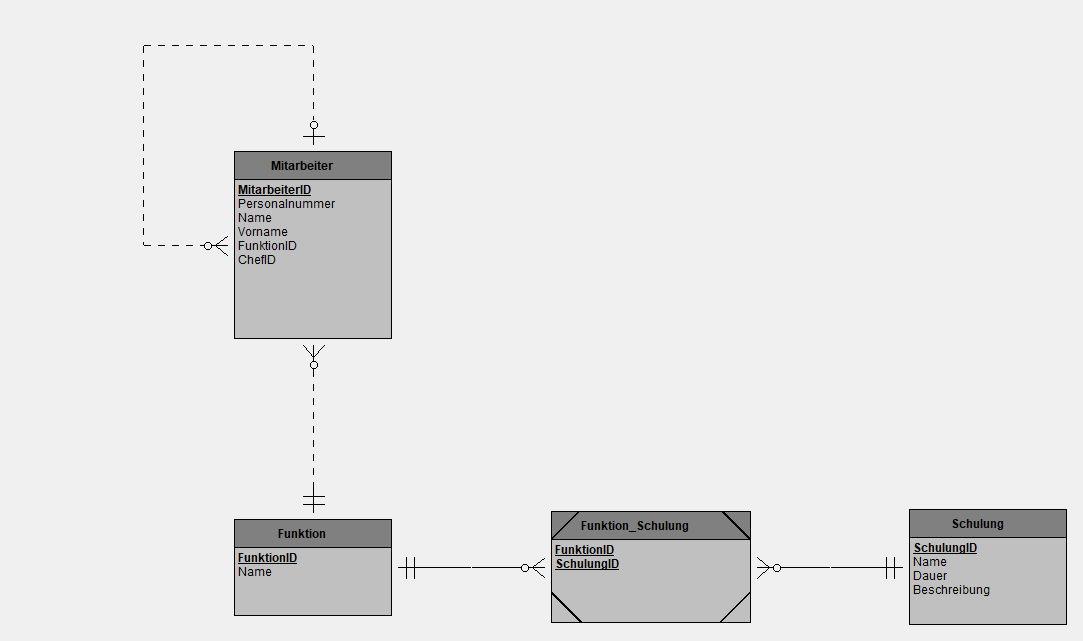 Mitarbeiter
MitarbeiterID
Personalnummer
Name
Vorname
FunktionID
ChefID
Funktion
FunktionID
Name
Funktion_Schulung
FunktionID
SchulungID
Schulung
SchulungID
Name
Dauer
Beschreibung